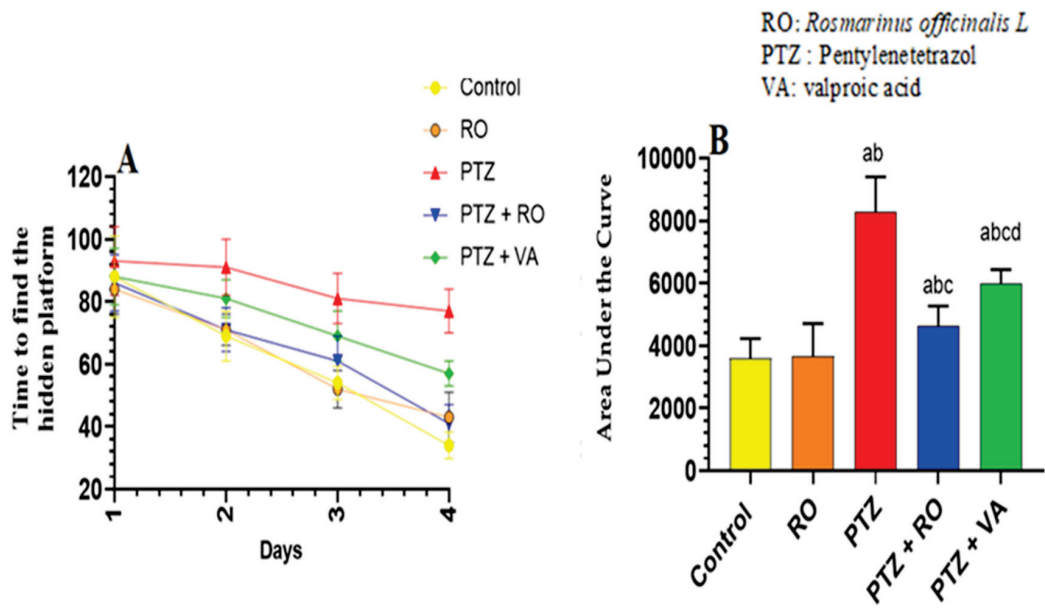 RO: Rosmarinus officinalis L
PTZ : Pentylenetetrazol
VA: valproic acid
Control
RO
PTZ
PTZ + RO
PTZ + VA
A
Time to find the
hidden platform
120
100
80
60
40
20
1
2
3
4
Days
B
Area Under the Curve
10000
8000
6000
4000
2000
0
ab
abc
abcd
Control
RO
PTZ
PTZ + RO
PTZ + VA